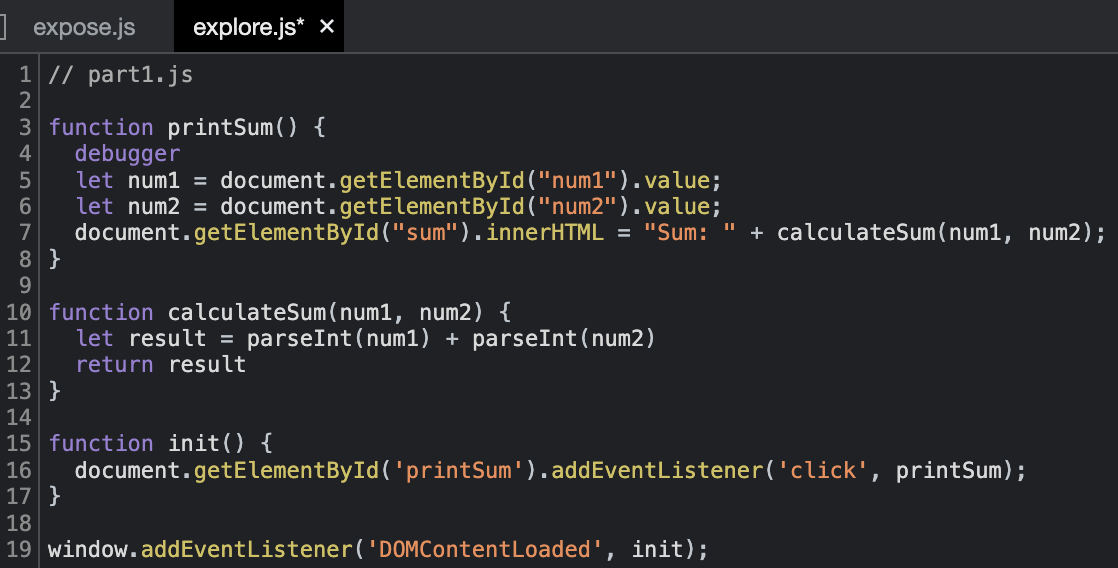 expose.js explore.js* ×
1 // part1.js
2
3 function printSum() {
4   debugger
5   let num1 = document.getElementById("num1").value;
6   let num2 = document.getElementById("num2").value;
7   document.getElementById("sum").innerHTML = "Sum: " + calculateSum(num1, num2);
8 }
9
10 function calculateSum(num1, num2) {
11   let result = parseInt(num1) + parseInt(num2)
12   return result
13 }
14
15 function init() {
16   document.getElementById('printSum').addEventListener('click', printSum);
17 }
18
19 window.addEventListener('DOMContentLoaded', init);